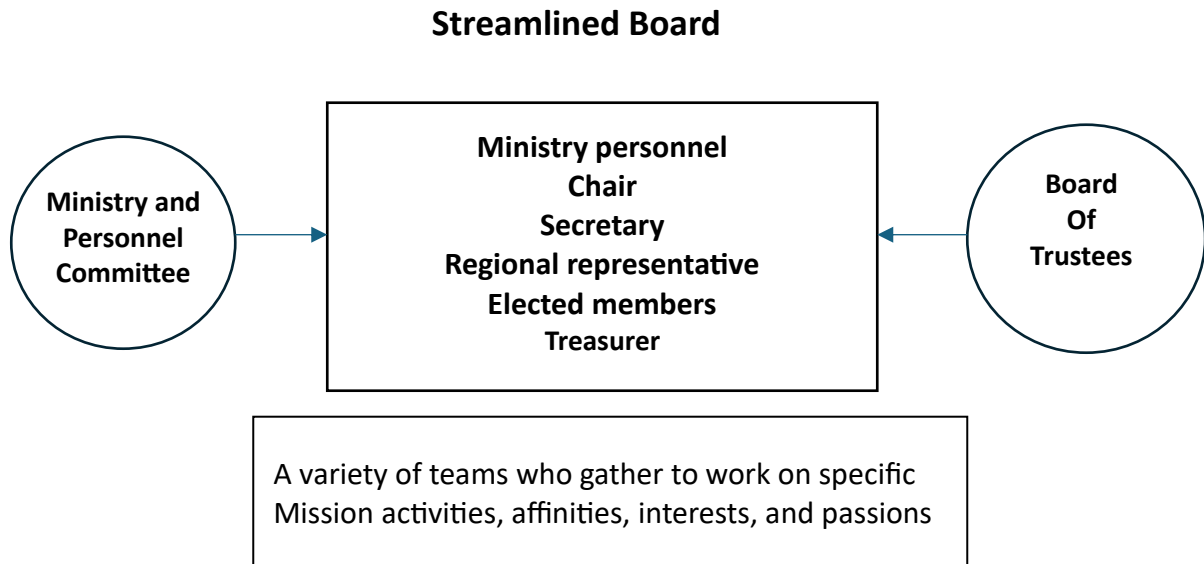 Streamlined Board
Ministry and
Personnel
Committee
Ministry personnel
Chair
Secretary
Regional representative
Elected members
Treasurer
Board
Of
Trustees
A variety of teams who gather to work on specific
Mission activities, affinities, interests, and passions